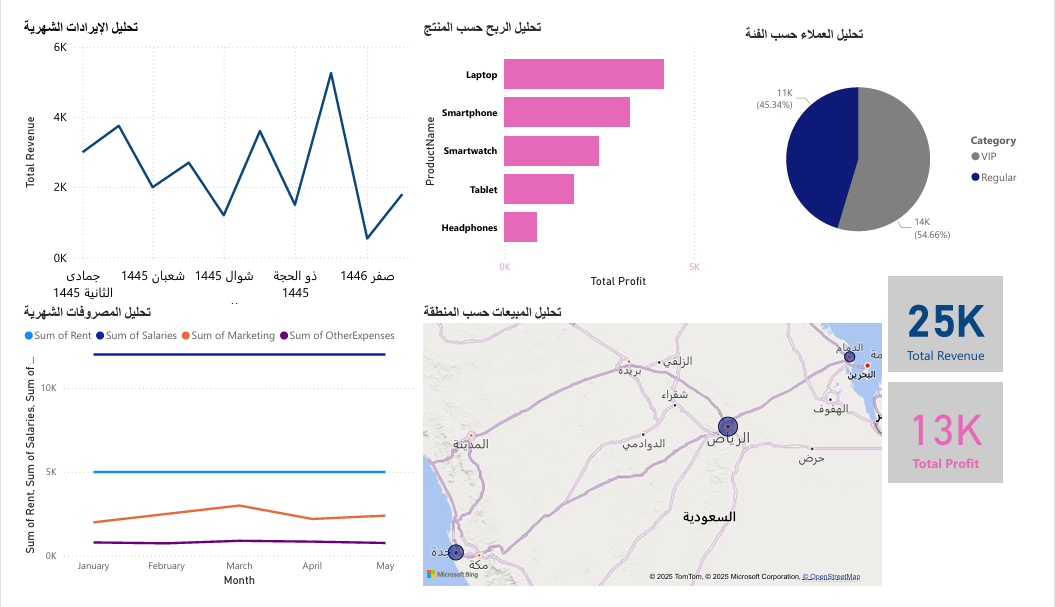 تحليل الإيرادات الشهرية
6K
4K
2K
0K
Total Revenue
جمادى الثانية 1445
شعبان 1445
شوال 1445
ذو الحجة 1445
صفر 1446
تحليل الربح حسب المنتج
ProductName
Laptop
Smartphone
Smartwatch
Tablet
Headphones
0K
5K
Total Profit
تحليل العملاء حسب الفئة
11K
(45.34%)
14K
(54.66%)
Category
VIP
Regular
تحليل المصروفات الشهرية
Sum of Rent
Sum of Salaries
Sum of Marketing
Sum of OtherExpenses
Sum of Rent, Sum of Salaries, Sum of ...
10K
5K
0K
January
February
March
April
May
Month
تحليل المبيعات حسب المنطقة
الدمام
مة
البحرين
الزلفي
بريدة
شقراء
الهفوف
ر
المدينة
الدوادمي
الرياض
حرض
السعودية
جدة
مكة
Microsoft Bing
© 2025 TomTom, © 2025 Microsoft Corporation, © OpenStreetMap
25K
Total Revenue
13K
Total Profit